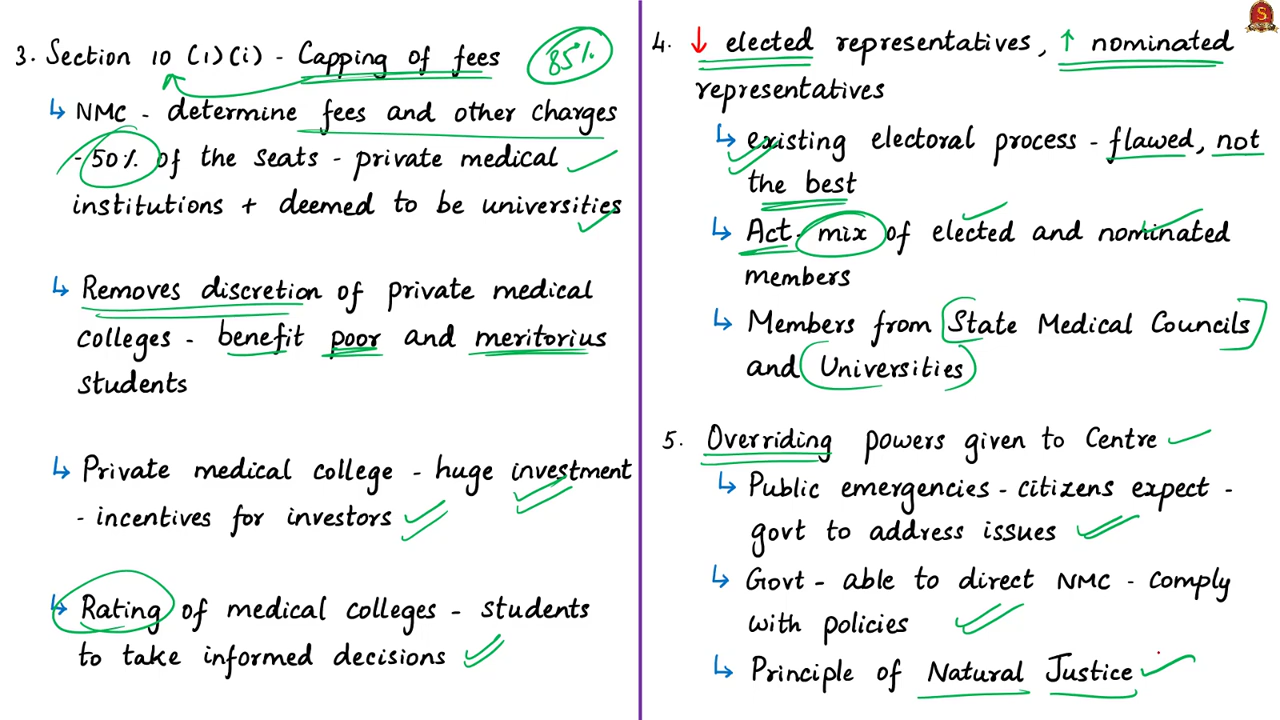 3. Section 10 (1)(i) - Capping of fees 85%
↳ NMC - determine fees and other charges
- 50% of the seats - private medical
institutions + deemed to be universities
↳ Removes discretion of private medical
colleges - benefit poor and meritorius
students
↳ Private medical college - huge investment
- incentives for investors
↳ Rating of medical colleges - students
to take informed decisions
4. ↓ elected representatives, ↑ nominated
representatives
↳ existing electoral process - flawed, not
the best
↳ Act - mix of elected and nominated
members
↳ Members from State Medical Councils
and Universities
5. Overriding powers given to Centre
↳ Public emergencies - citizens expect -
govt to address issues
↳ Govt - able to direct NMC - comply
with policies
↳ Principle of Natural Justice